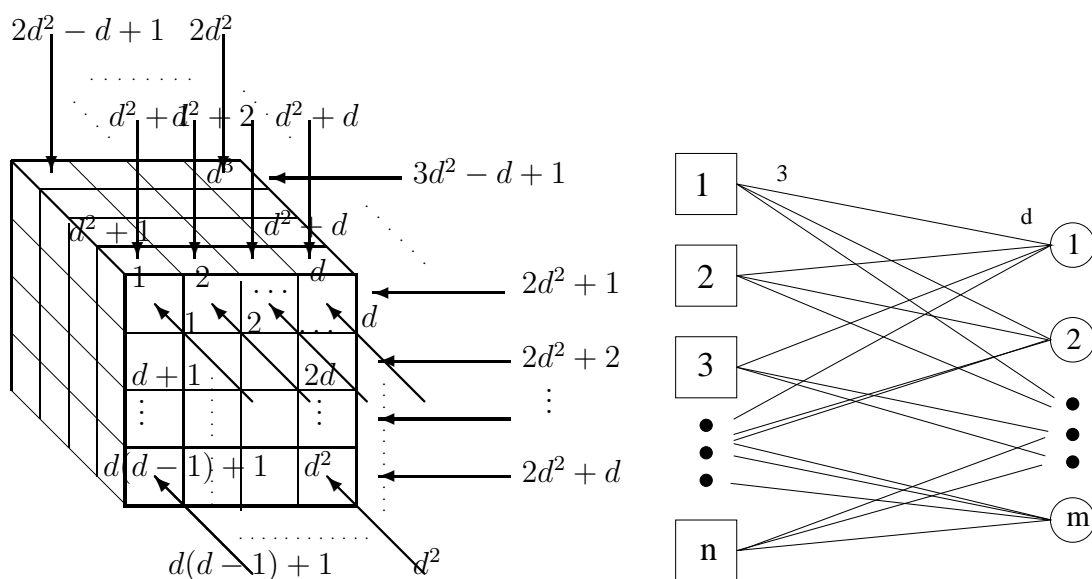 2d² − d + 1 2d²
d² + 1 d² + 2 d² + d
d³ 3d² − d + 1
d² + 1 d² + d
1 2 d 2d² + 1
...
1 2 ... d
d + 1 2d 2d² + 2
⋮ ⋮ ⋮
d(d − 1) + 1 d² 2d² + d
d(d − 1) + 1 d²
1 3
d
1
2
2
3
n
m